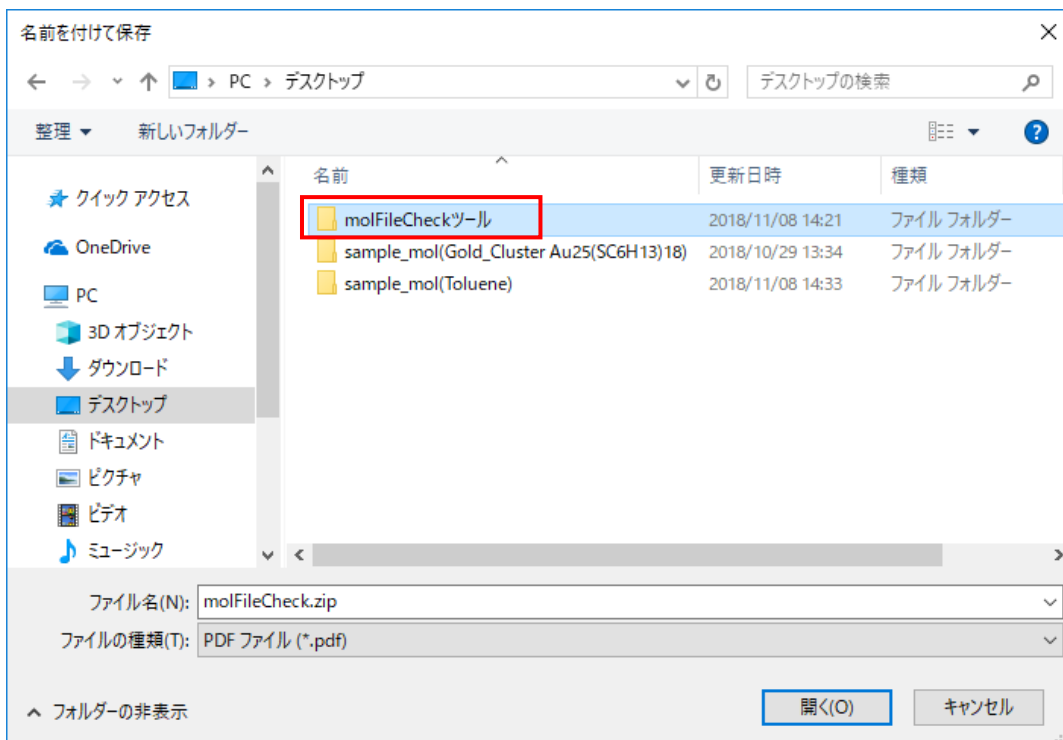 名前を付けて保存
PC › デスクトップ
デスクトップの検索
整理
新しいフォルダー
名前 更新日時 種類
クイック アクセス
OneDrive
PC
3D オブジェクト
ダウンロード
デスクトップ
ドキュメント
ピクチャ
ビデオ
ミュージック
molFileCheckツール 2018/11/08 14:21 ファイル フォルダー
sample_mol(Gold_Cluster Au25(SC6H13)18) 2018/10/29 13:34 ファイル フォルダー
sample_mol(Toluene) 2018/11/08 14:33 ファイル フォルダー
ファイル名(N): molFileCheck.zip
ファイルの種類(T): PDF ファイル (*.pdf)
フォルダーの非表示
開く(O)
キャンセル